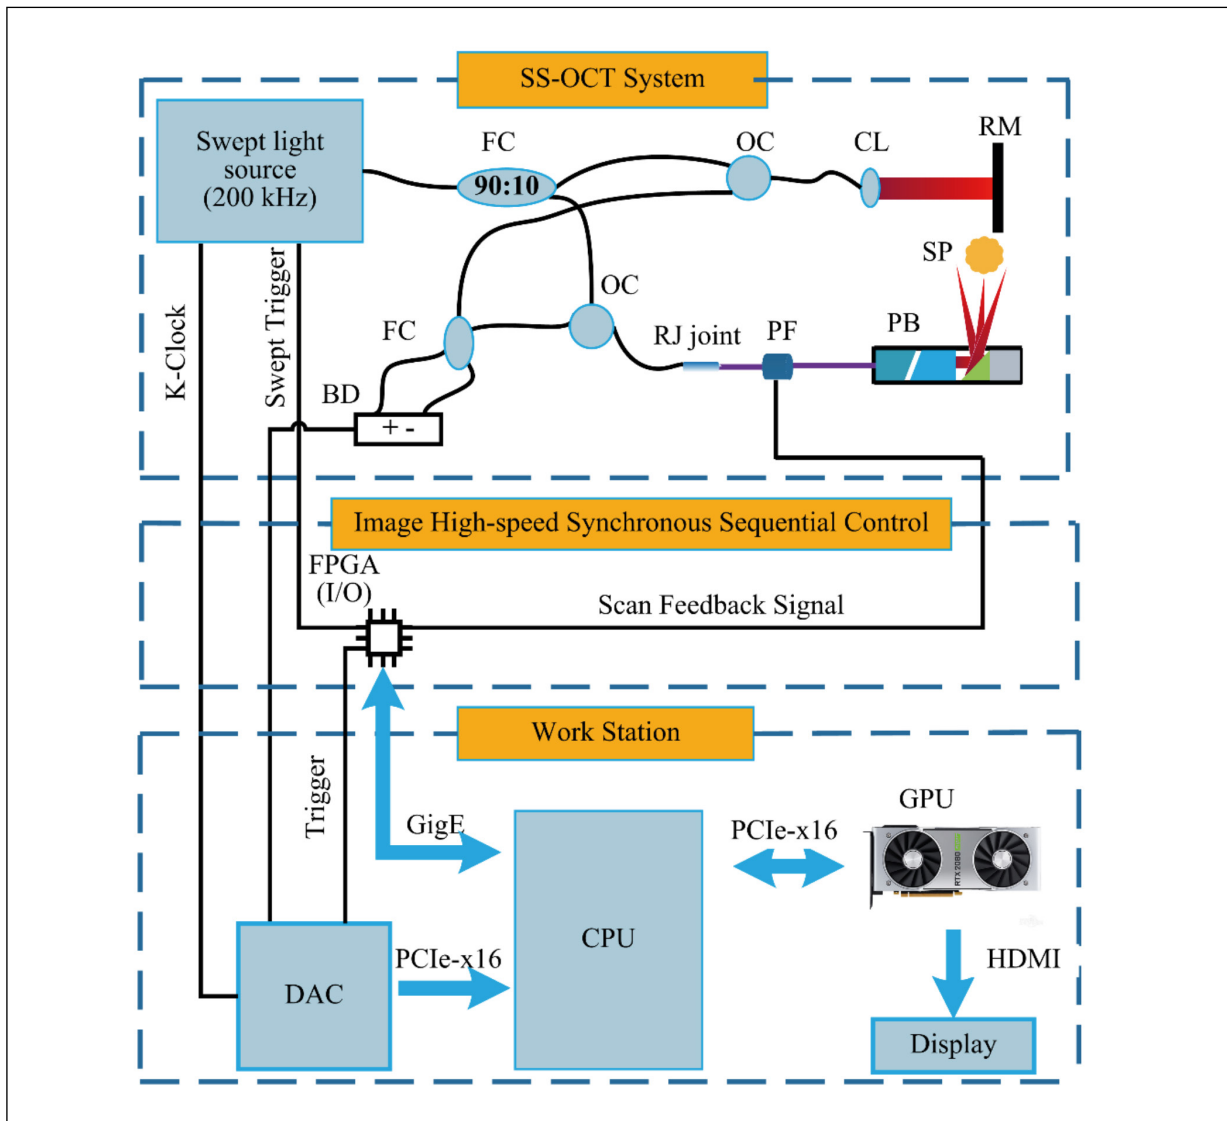 SS-OCT System
Swept light
source
(200 kHz)
FC
90:10
OC
CL
RM
SP
K-Clock
Swept Trigger
FC
OC
RJ joint
PF
PB
BD
+ -
Image High-speed Synchronous Sequential Control
FPGA
(I/O)
Scan Feedback Signal
Work Station
Trigger
GigE
PCIe-x16
GPU
RTX 2080
CPU
PCIe-x16
DAC
HDMI
Display